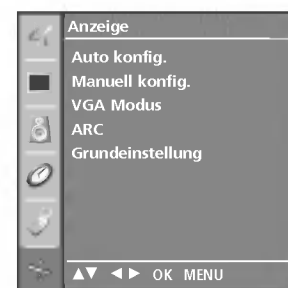 Anzeige
Auto konfig.
Manuell konfig.
VGA Modus
ARC
Grundeinstellung
▲▼ ◄► OK MENU